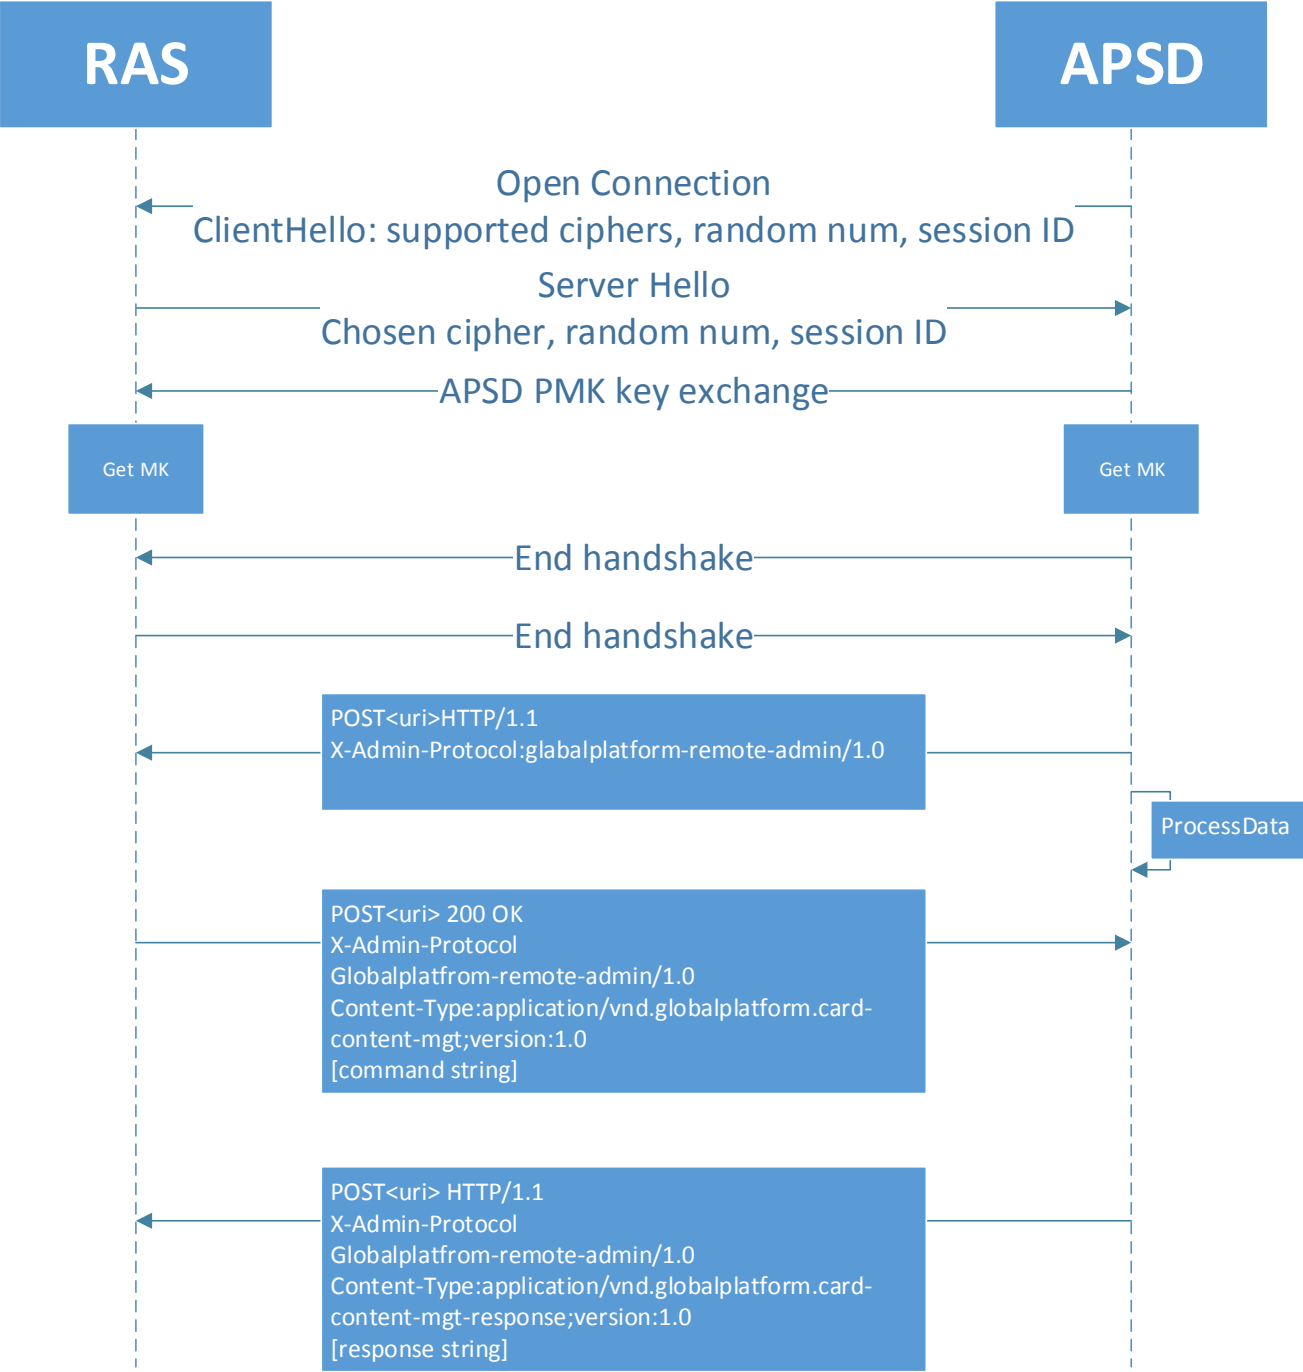 RAS
APSD
Open Connection
ClientHello: supported ciphers, random num, session ID
Server Hello
Chosen cipher, random num, session ID
APSD PMK key exchange
Get MK
Get MK
End handshake
End handshake
POST<uri>HTTP/1.1
X-Admin-Protocol:glabalplatform-remote-admin/1.0
ProcessData
POST<uri> 200 OK
X-Admin-Protocol
Globalplatfrom-remote-admin/1.0
Content-Type:application/vnd.globalplatform.card-
content-mgt;version:1.0
[command string]
POST<uri> HTTP/1.1
X-Admin-Protocol
Globalplatfrom-remote-admin/1.0
Content-Type:application/vnd.globalplatform.card-
content-mgt-response;version:1.0
[response string]